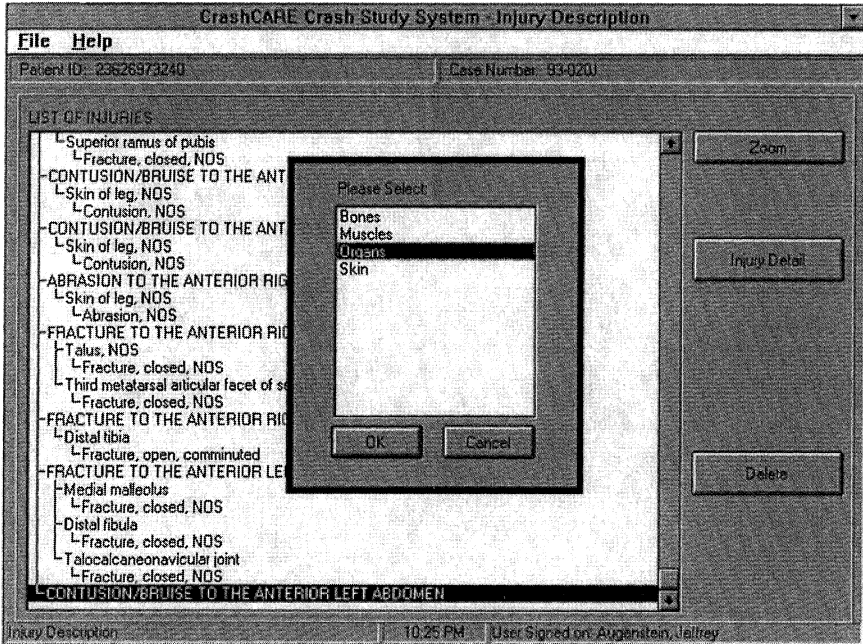 CrashCARE Crash Study System - Injury Description
File Help
Patient ID: 23626973240
Case Number: 93-020J
LIST OF INJURIES
Superior ramus of pubis
Fracture, closed, NOS
CONTUSION/BRUISE TO THE ANT
Skin of leg, NOS
Contusion, NOS
CONTUSION/BRUISE TO THE ANT
Skin of leg, NOS
Contusion, NOS
ABRASION TO THE ANTERIOR RIG
Skin of leg, NOS
Abrasion, NOS
FRACTURE TO THE ANTERIOR RIG
Talus, NOS
Fracture, closed, NOS
Third metatarsal articular facet of se
Fracture, closed, NOS
FRACTURE TO THE ANTERIOR RIG
Distal tibia
Fracture, open, comminuted
FRACTURE TO THE ANTERIOR LE
Medial malleolus
Fracture, closed, NOS
Distal fibula
Fracture, closed, NOS
Talocalcaneonavicular joint
Fracture, closed, NOS
CONTUSION/BRUISE TO THE ANTERIOR LEFT ABDOMEN
Please Select:
Bones
Muscles
Organs
Skin
OK
Cancel
Zoom
Injury Detail
Delete
Injury Description
10:25 PM
User Signed on: Augenstein, Jeffrey